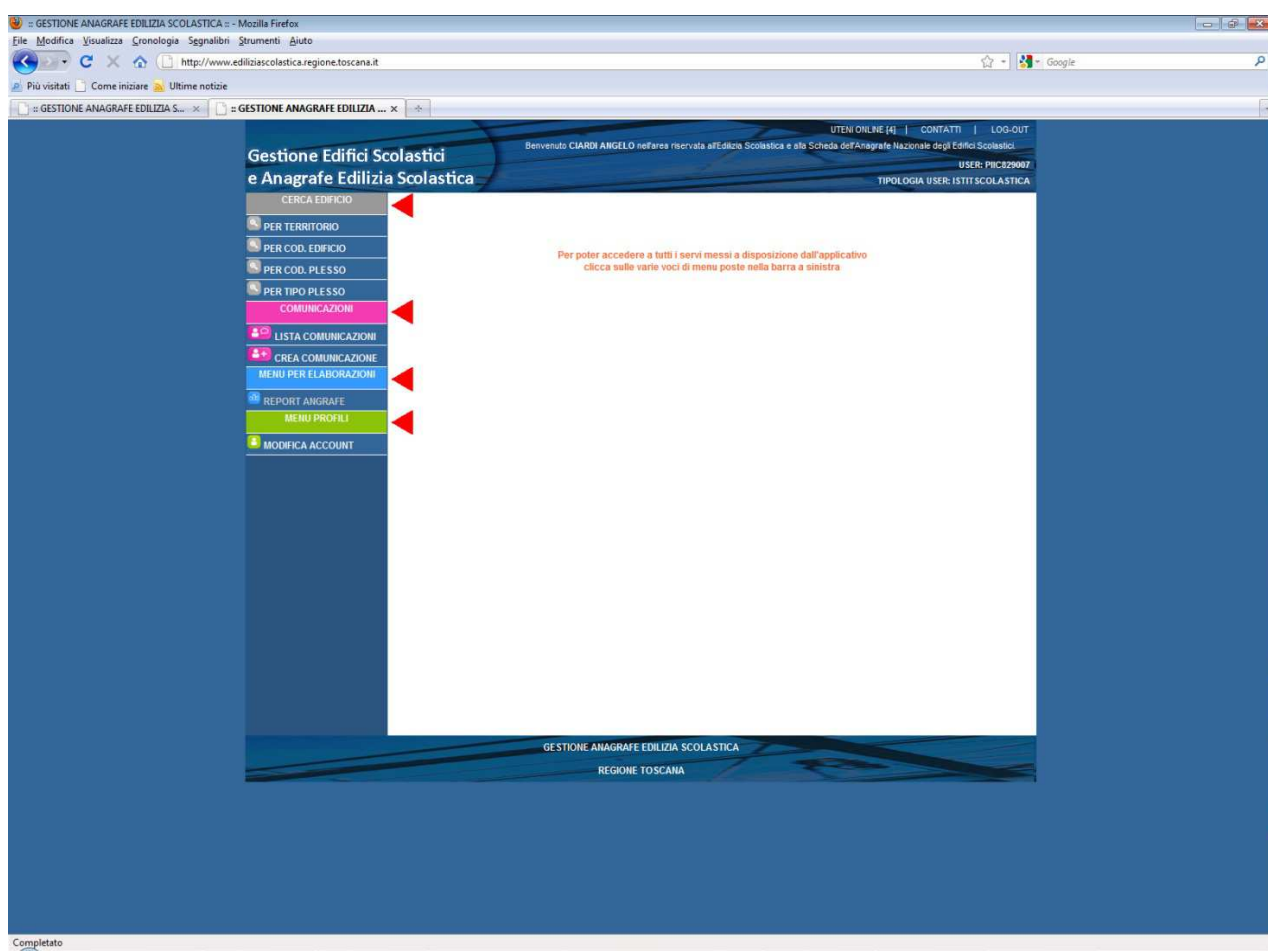 :: GESTIONE ANAGRAFE EDILIZIA SCOLASTICA :: - Mozilla Firefox
File Modifica Visualizza Cronologia Segnalibri Strumenti Aiuto
http://www.ediliziascolastica.regione.toscana.it
Google
Più visitati Come iniziare Ultime notizie
:: GESTIONE ANAGRAFE EDILIZIA S... :: GESTIONE ANAGRAFE EDILIZIA ...
UTENI ONLINE [4] | CONTATTI | LOG-OUT
Benvenuto CIARDI ANGELO nell'area riservata all'Edilizia Scolastica e alla Scheda dell'Anagrafe Nazionale degli Edifici Scolastici.
Gestione Edifici Scolastici
e Anagrafe Edilizia Scolastica
USER: PIIC829007
TIPOLOGIA USER: ISTIT SCOLASTICA
CERCA EDIFICIO
PER TERRITORIO
PER COD. EDIFICIO
PER COD. PLESSO
PER TIPO PLESSO
COMUNICAZIONI
LISTA COMUNICAZIONI
CREA COMUNICAZIONE
MENU PER ELABORAZIONI
REPORT ANGRAFE
MENU PROFILI
MODIFICA ACCOUNT
Per poter accedere a tutti i servi messi a disposizione dall'applicativo
clicca sulle varie voci di menu poste nella barra a sinistra
GESTIONE ANAGRAFE EDILIZIA SCOLASTICA
REGIONE TOSCANA
Completato